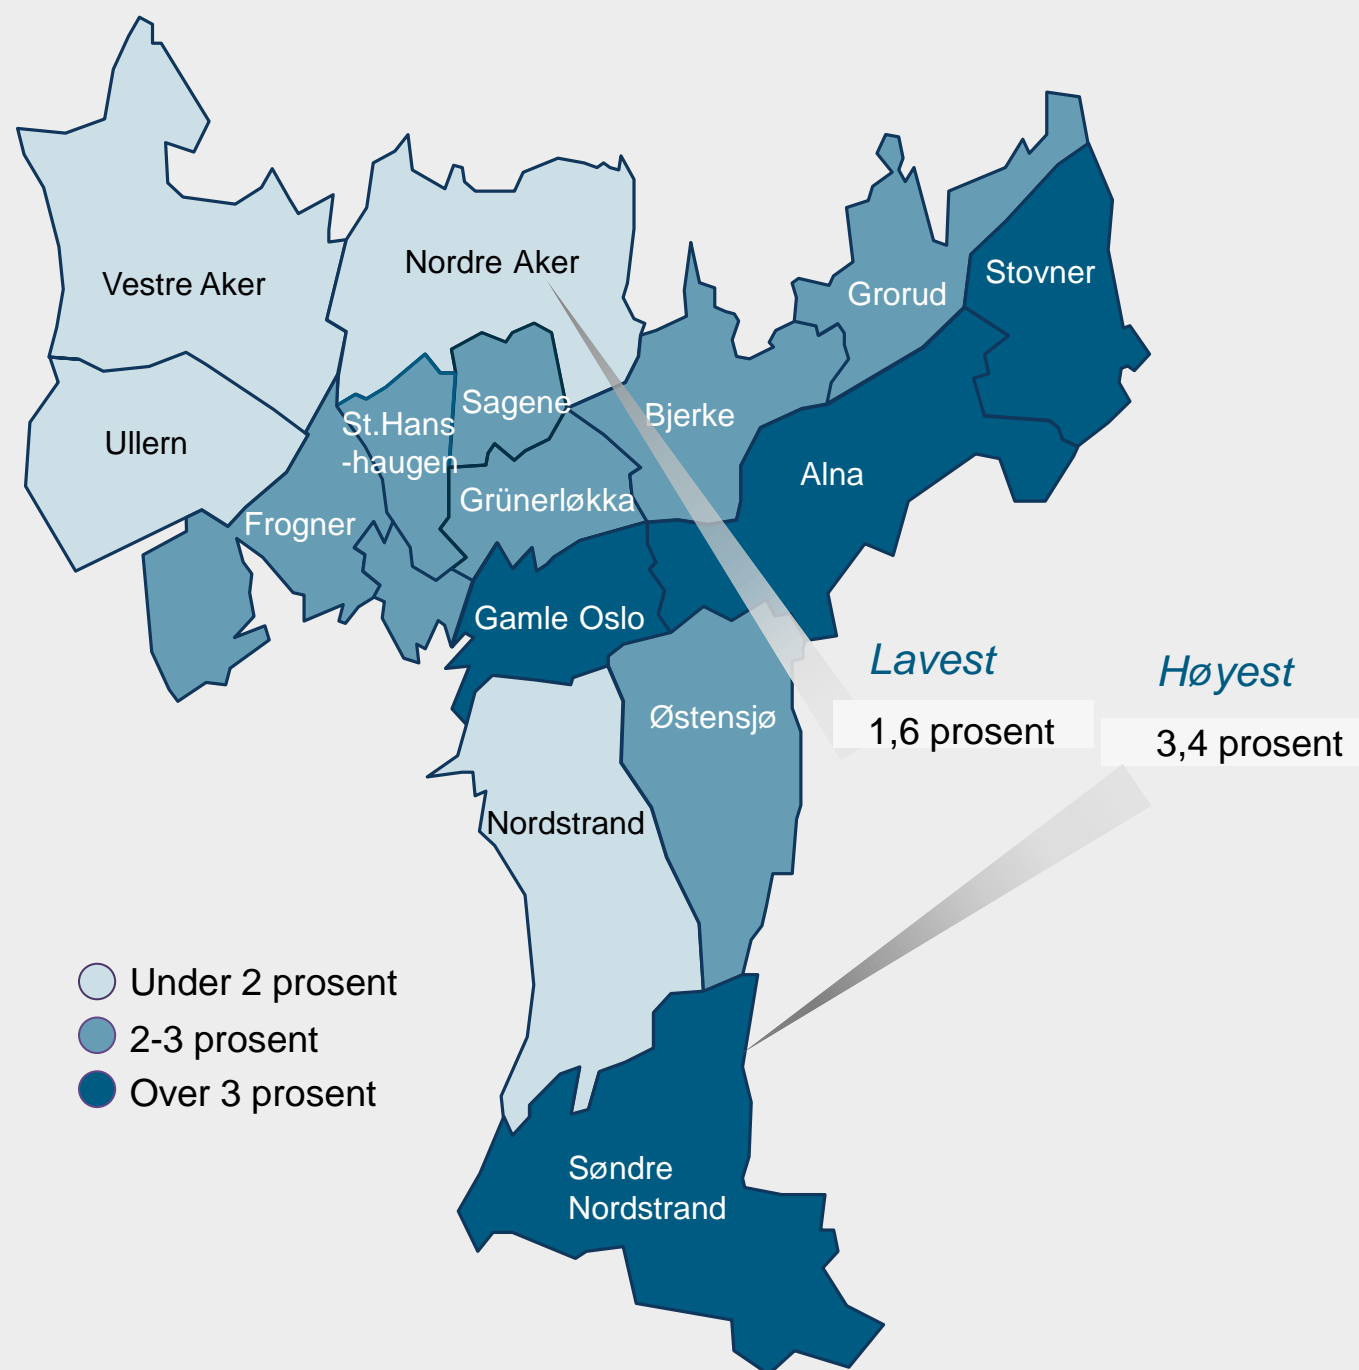 Nordre Aker
Vestre Aker
Stovner
Grorud
Sagene
Bjerke
St.Hans
-haugen
Ullern
Alna
Grünerløkka
Frogner
Gamle Oslo
Lavest
1,6 prosent
Høyest
3,4 prosent
Østensjø
Nordstrand
Under 2 prosent
2-3 prosent
Over 3 prosent
Søndre
Nordstrand